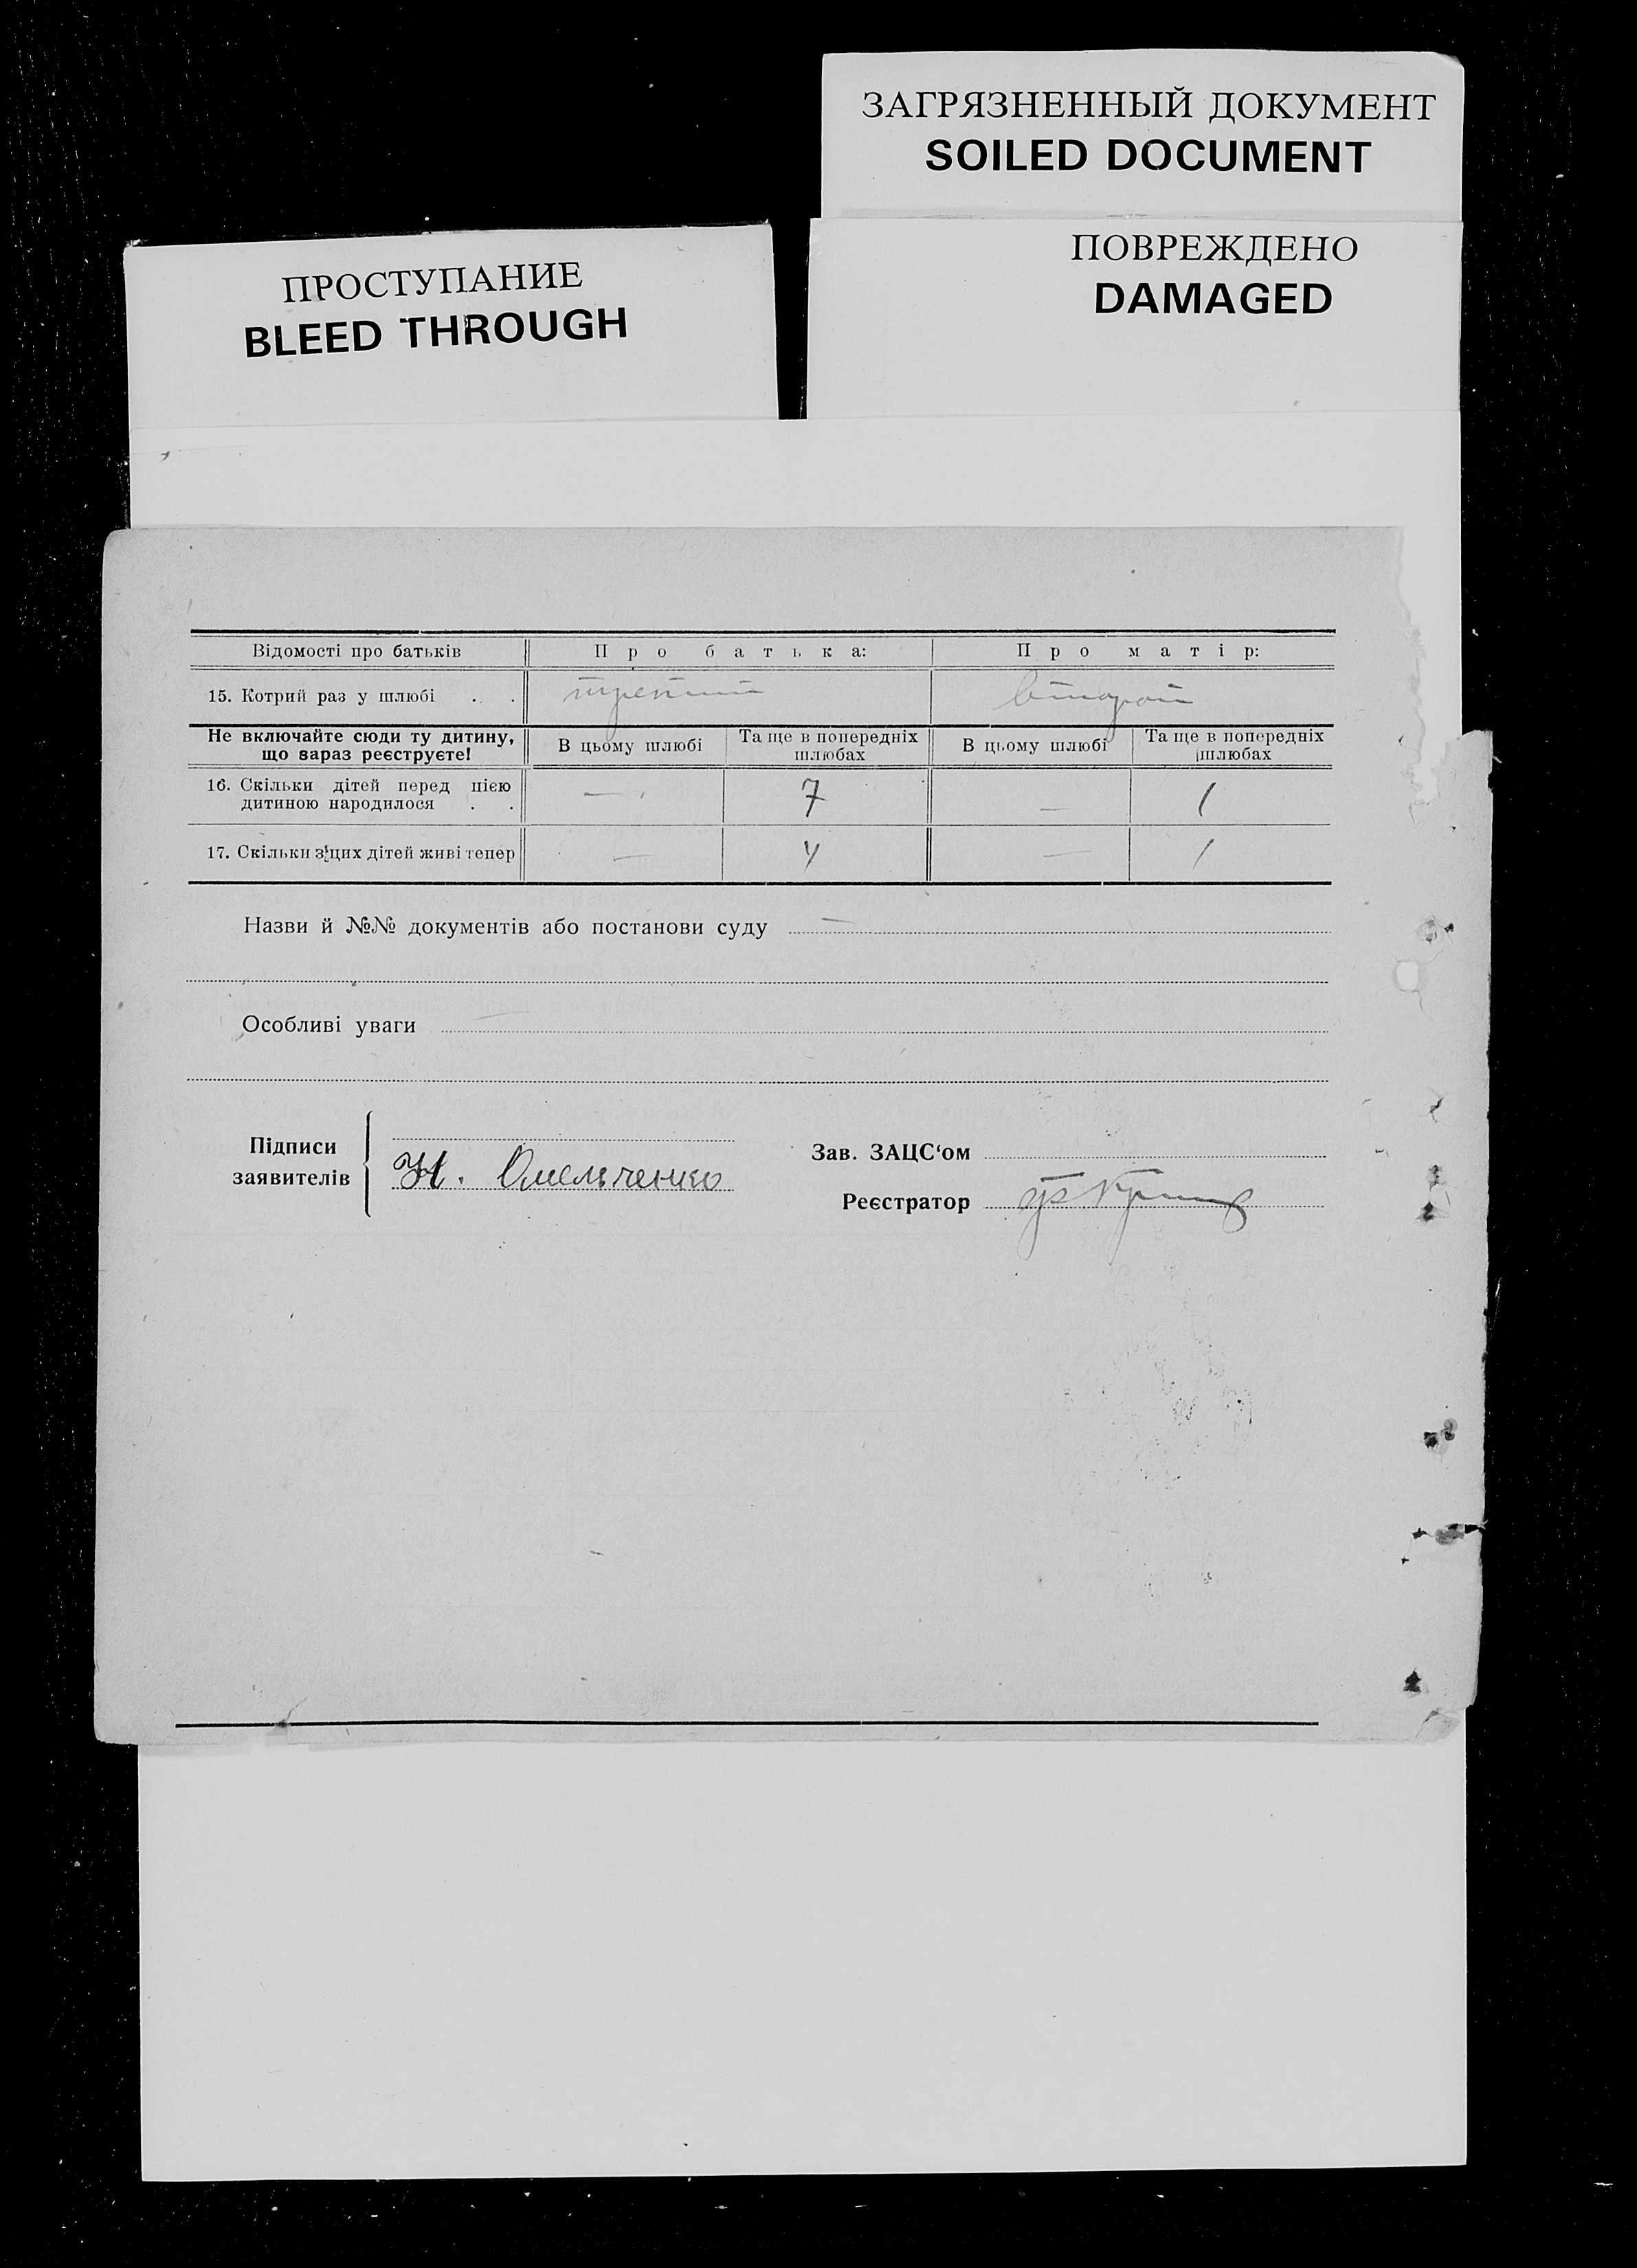 ЗАГРЯЗНЕННЫЙ ДОКУМЕНТ
SOILED DOCUMENT
ПРОСТУПАНИЕ
BLEED THROUGH
ПОВРЕЖДЕНО
DAMAGED
Відомості про батьків Про батька: Про матір:
15. Котрий раз у шлюбі . . третий второй
Не включайте сюди ту дитину, що зараз реєструєте! В цьому шлюбі Та ще в попередніх шлюбах В цьому шлюбі Та ще в попередніх шлюбах
16. Скільки дітей перед цією
дитиною народилося . . — 7 — 1
17. Скільки з цих дітей живі тепер — 4 — 1
Назви й №№ документів або постанови суду —
Особливі уваги —
Підписи
заявителів Н. Омельченко
Зав. ЗАЦС‘ом
Реєстратор